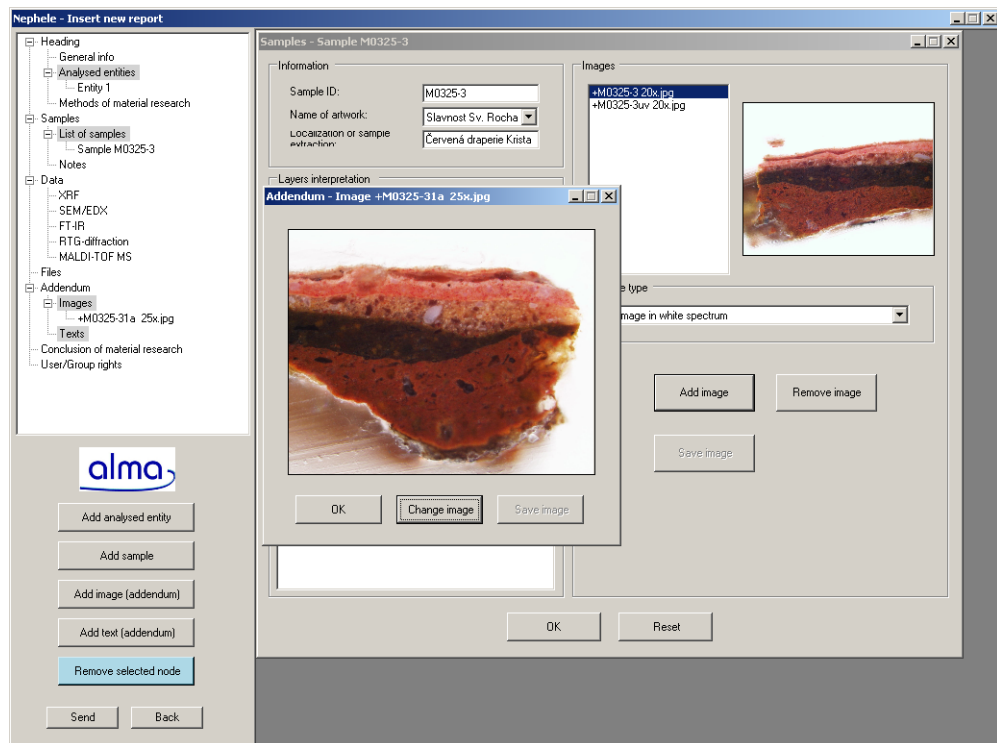 Nephele - Insert new report
Heading
General info
Analysed entities
Entity 1
Methods of material research
Samples
List of samples
Sample M0325-3
Notes
Data
XRF
SEM/EDX
FT-IR
RTG-diffraction
MALDI-TOF MS
Files
Addendum
Images
+M0325-31a 25x.jpg
Texts
Conclusion of material research
User/Group rights
alma
Add analysed entity
Add sample
Add image (addendum)
Add text (addendum)
Remove selected node
Send Back
Samples - Sample M0325-3
Information
Sample ID: M0325-3
Name of artwork: Slavnost Sv. Rocha
Localization of sample
extraction: Červená draperie Krista
Layers interpretation
Images
+M0325-3 20x.jpg
+M0325-3uv 20x.jpg
e type
mage in white spectrum
Add image Remove image
Save image
OK Reset
Addendum - Image +M0325-31a 25x.jpg
OK Change image Save image